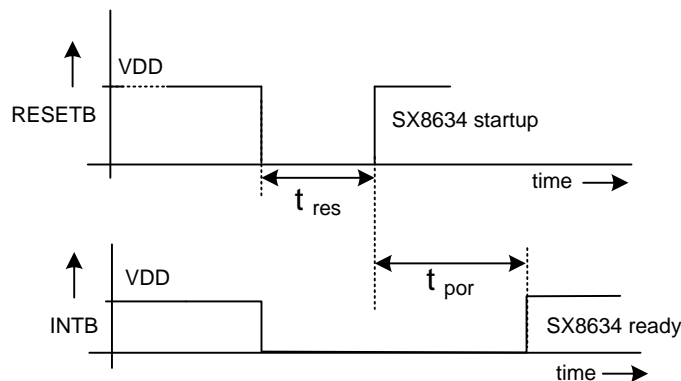 VDD
RESETB
SX8634 startup
time
t res
VDD
t por
INTB
SX8634 ready
time